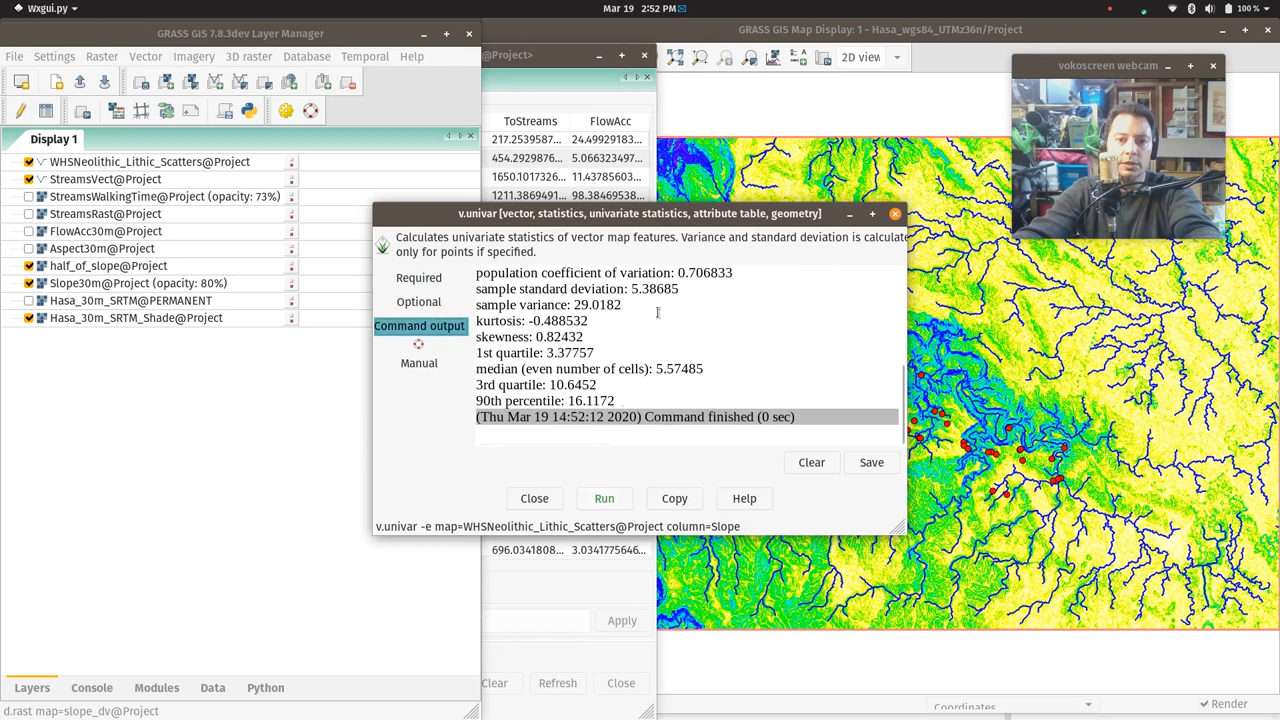 Wxgui.py
Mar 19 2:52 PM
100 %
GRASS GIS 7.8.3dev Layer Manager
@Project>
GRASS GIS Map Display: 1 - Hasa_wgs84_UTMz36n/Project
File Settings Raster Vector Imagery 3D raster Database Temporal Help
2D view
vokoscreen webcam
Display 1
ToStreams FlowAcc
217.2539587... 24.49929183...
454.2929876... 5.066323497...
1650.1017326... 11.43785603...
1211.3869491... 98.38469538...
WHSNeolithic_Lithic_Scatters@Project
StreamsVect@Project
StreamsWalkingTime@Project (opacity: 73%)
StreamsRast@Project
FlowAcc30m@Project
Aspect30m@Project
half_of_slope@Project
Slope30m@Project (opacity: 80%)
Hasa_30m_SRTM@PERMANENT
Hasa_30m_SRTM_Shade@Project
v.univar [vector, statistics, univariate statistics, attribute table, geometry]
Calculates univariate statistics of vector map features. Variance and standard deviation is calculate
only for points if specified.
Required
Optional
Command output
Manual
population coefficient of variation: 0.706833
sample standard deviation: 5.38685
sample variance: 29.0182
kurtosis: -0.488532
skewness: 0.82432
1st quartile: 3.37757
median (even number of cells): 5.57485
3rd quartile: 10.6452
90th percentile: 16.1172
(Thu Mar 19 14:52:12 2020) Command finished (0 sec)
Clear Save
Close Run Copy Help
v.univar -e map=WHSNeolithic_Lithic_Scatters@Project column=Slope
696.0341808... 3.0341775646...
Apply
Clear Refresh Close
Layers Console Modules Data Python
d.rast map=slope_dv@Project
Coordinates
Render